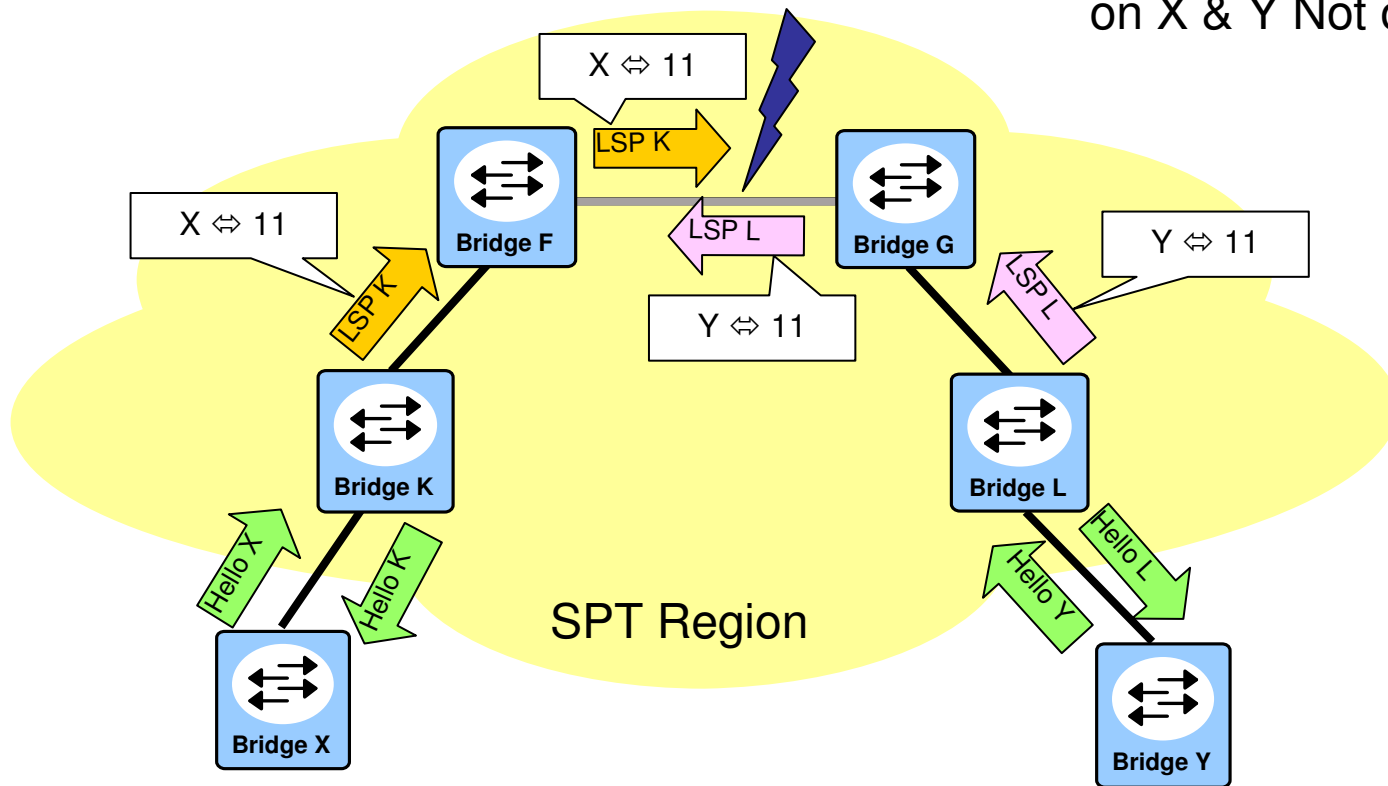 on X & Y Not
X ⇔ 11
LSP K
Bridge F
LSP L
Bridge G
X ⇔ 11
Y ⇔ 11
LSP K
LSP L
Y ⇔ 11
Bridge K
Bridge L
Hello X
Hello K
Hello L
Hello Y
SPT Region
Bridge X
Bridge Y